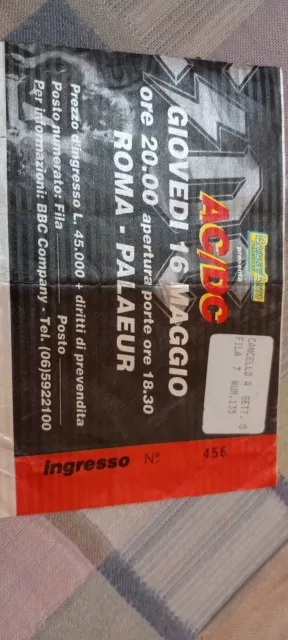 presenta
AC/DC
GIOVEDI 16 MAGGIO
ore 20.00 apertura porte ore 18.30
ROMA - PALAEUR
Prezzo d'ingresso L. 45.000 + diritti di prevendita
Posto numerato: Fila Posto
Per informazioni: BBC Company - Tel. (06)5922100
CANCELLO A SETT. O
FILA 7 NUM.135
ingresso N° 456